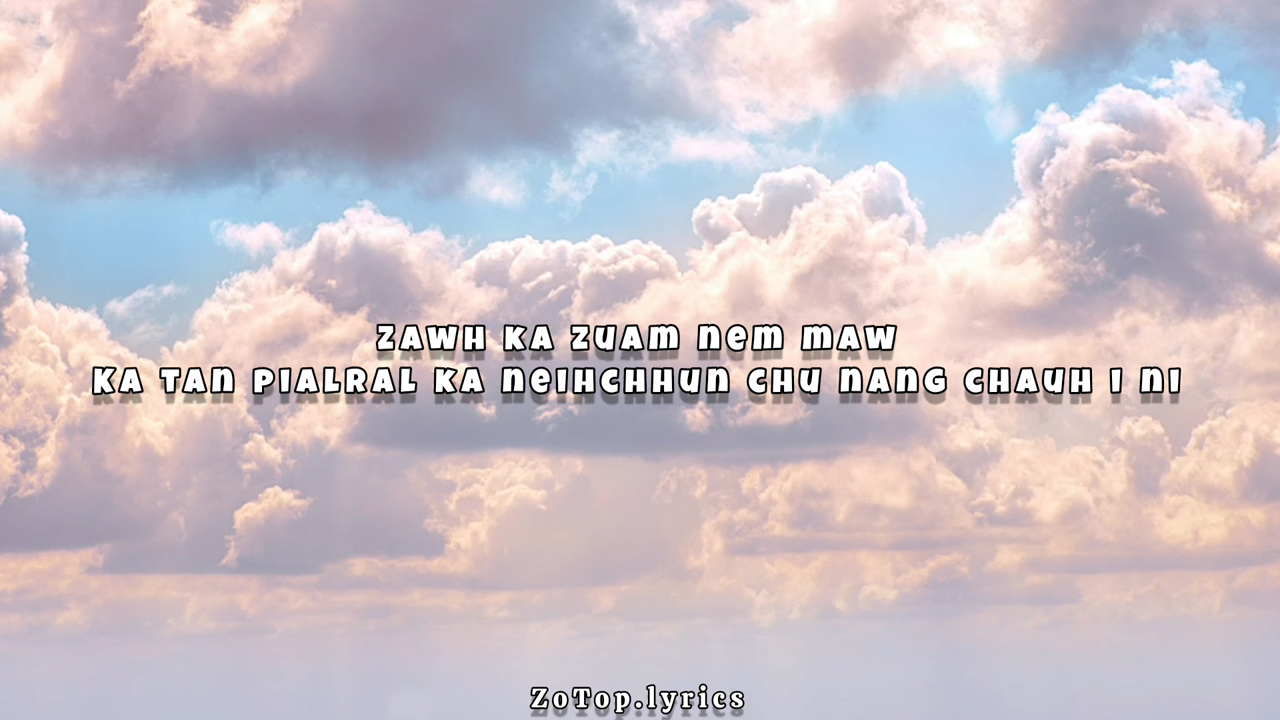 Zawh ka zuam nem maw
Ka tan pialral ka neihchhun chu nang chauh i ni
ZoTop.lyrics